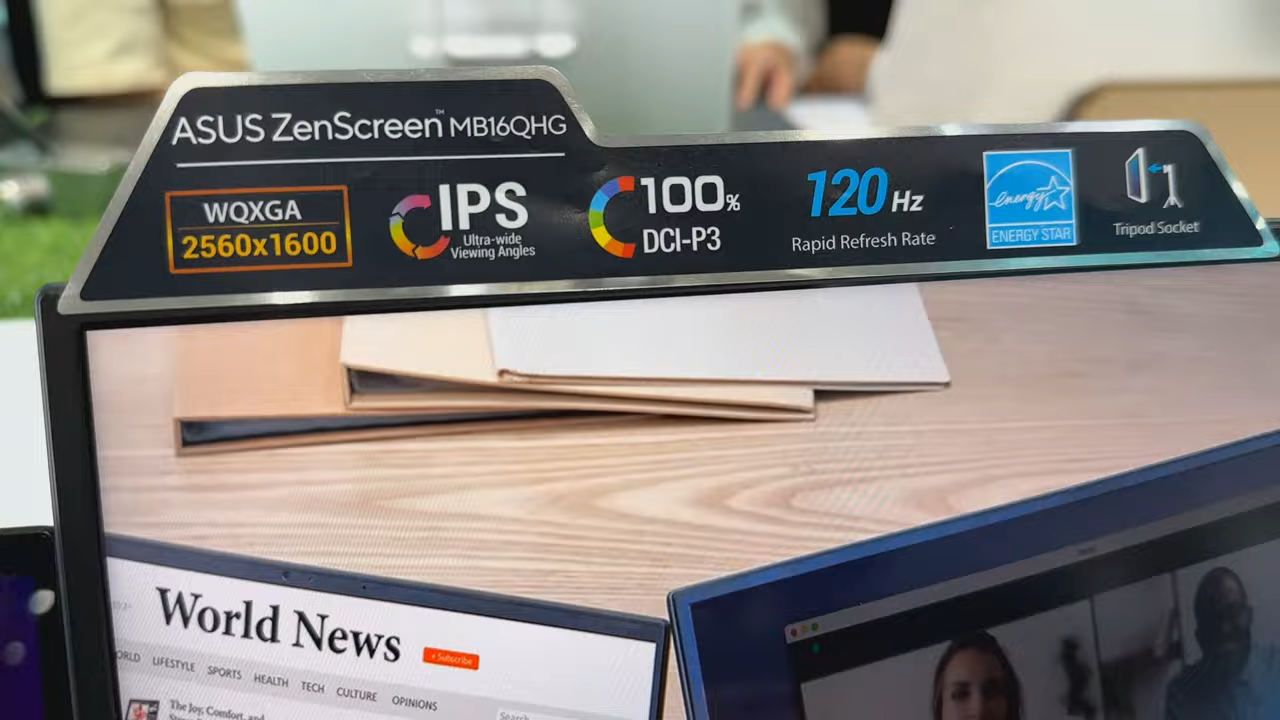 ASUS ZenScreen™ MB16QHG
WQXGA
2560x1600
IPS
Ultra-wide
Viewing Angles
100%
DCI-P3
120 Hz
Rapid Refresh Rate
energy
ENERGY STAR
Tripod Socket
World News
+ Subscribe
ORLD LIFESTYLE SPORTS HEALTH TECH CULTURE OPINIONS
The Joy, Comfort, and
Search